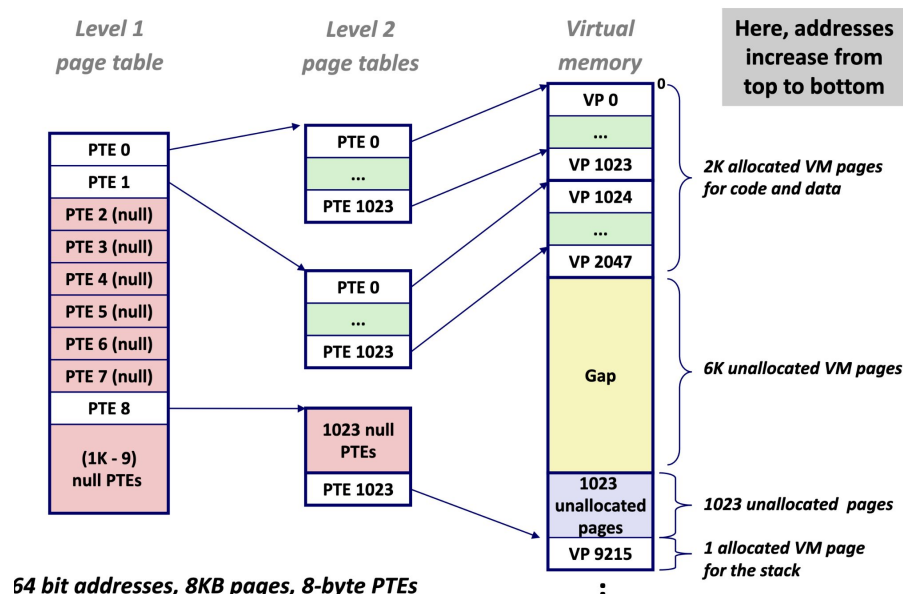 Level 1
page table
Level 2
page tables
Virtual
memory
Here, addresses
increase from
top to bottom
0
PTE 0
PTE 1
PTE 2 (null)
PTE 3 (null)
PTE 4 (null)
PTE 5 (null)
PTE 6 (null)
PTE 7 (null)
PTE 8
(1K - 9)
null PTEs
PTE 0
...
PTE 1023
PTE 0
...
PTE 1023
1023 null
PTEs
PTE 1023
VP 0
...
VP 1023
VP 1024
...
VP 2047
Gap
1023
unallocated
pages
VP 9215
2K allocated VM pages
for code and data
6K unallocated VM pages
1023 unallocated pages
1 allocated VM page
for the stack
64 bit addresses, 8KB pages, 8-byte PTEs